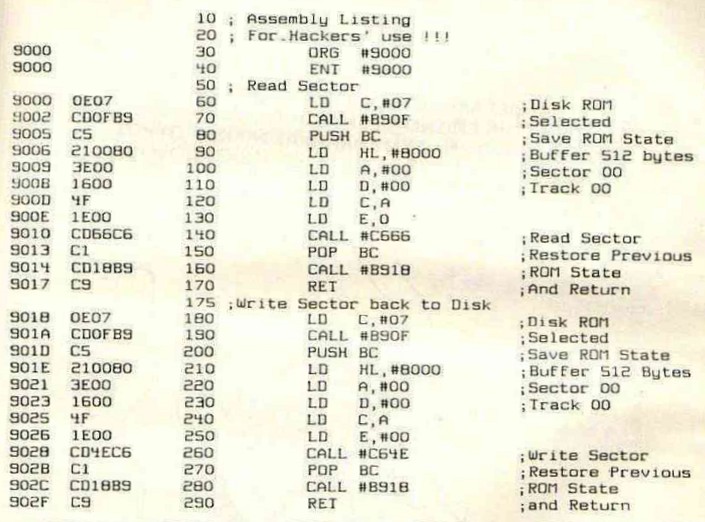 10 ; Assembly Listing
20 ; For.Hackers' use !!!
9000 30 ORG #9000
9000 40 ENT #9000
50 ; Read Sector
9000 0E07 60 LD C,#07 ;Disk ROM
9002 CD0FB9 70 CALL #B90F ;Selected
9005 C5 80 PUSH BC ;Save ROM State
9006 210080 90 LD HL,#8000 ;Buffer 512 bytes
9009 3E00 100 LD A,#00 ;Sector 00
900B 1600 110 LD D,#00 ;Track 00
900D 4F 120 LD C,A
900E 1E00 130 LD E,0
9010 CD66C6 140 CALL #C666 ;Read Sector
9013 C1 150 POP BC ;Restore Previous
9014 CD18B9 160 CALL #B918 ;ROM State
9017 C9 170 RET ;And Return
175 ;Write Sector back to Disk
9018 0E07 180 LD C,#07 ;Disk ROM
901A CD0FB9 190 CALL #B90F ;Selected
901D C5 200 PUSH BC ;Save ROM State
901E 210080 210 LD HL,#8000 ;Buffer 512 Bytes
9021 3E00 220 LD A,#00 ;Sector 00
9023 1600 230 LD D,#00 ;Track 00
9025 4F 240 LD C,A
9026 1E00 250 LD E,#00
9028 CD4EC6 260 CALL #C64E ;Write Sector
902B C1 270 POP BC ;Restore Previous
902C CD18B9 280 CALL #B918 ;ROM State
902F C9 290 RET ;and Return